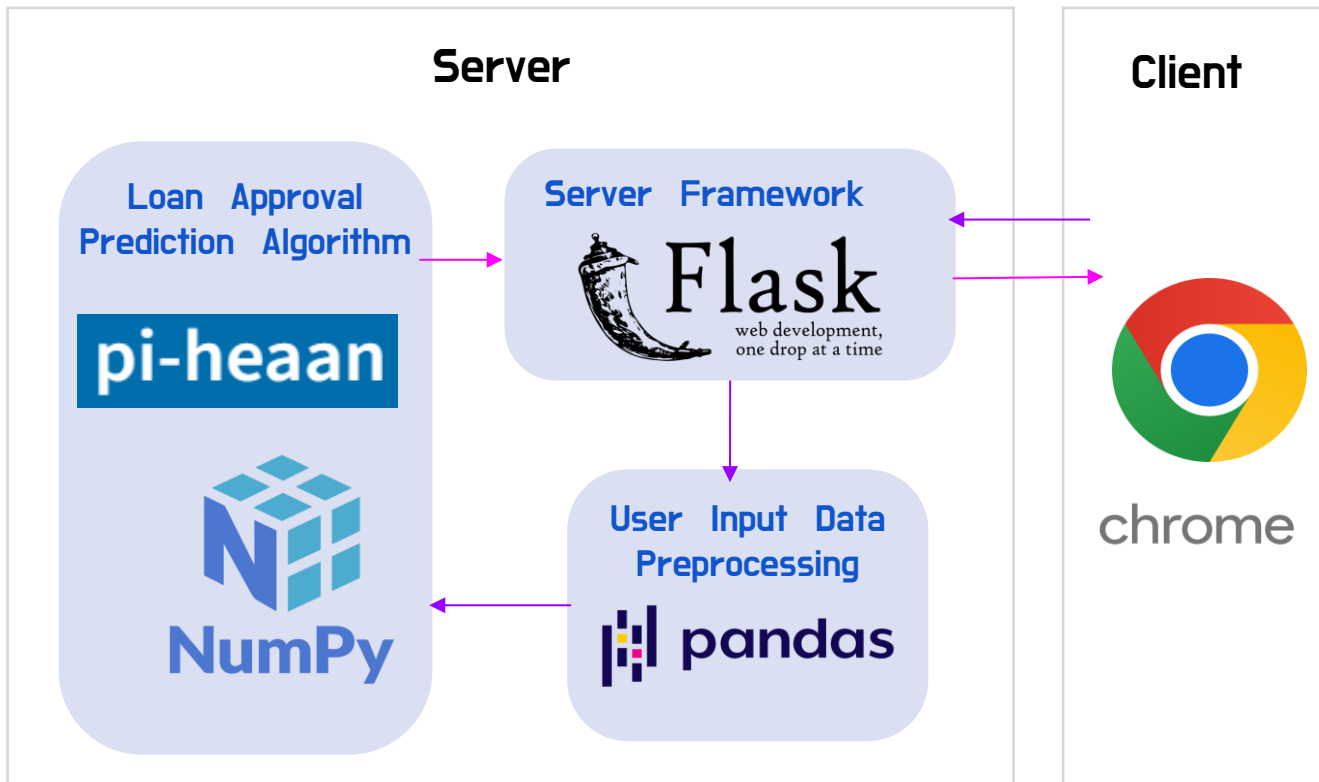 Server
Loan Approval
Prediction Algorithm
pi-heaan
NumPy
Server Framework
Flask
web development,
one drop at a time
User Input Data
Preprocessing
pandas
Client
chrome